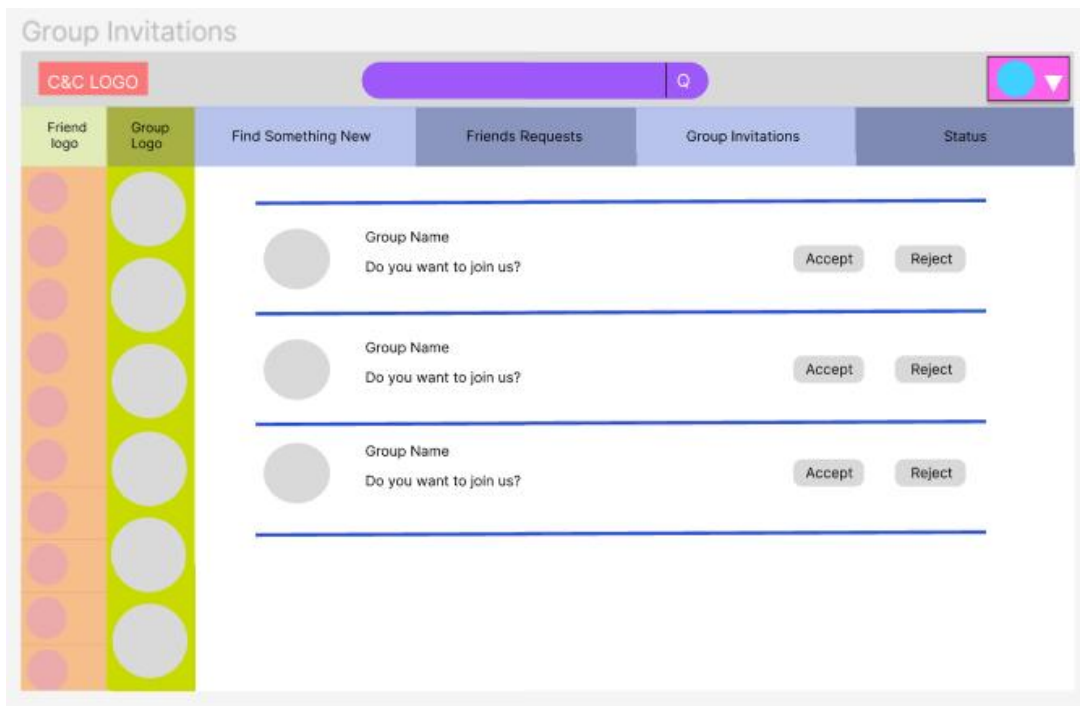 Group Invitations
C&C LOGO
Q
Friend
logo
Group
Logo
Find Something New
Friends Requests
Group Invitations
Status
Group Name
Do you want to join us?
Accept
Reject
Group Name
Do you want to join us?
Accept
Reject
Group Name
Do you want to join us?
Accept
Reject